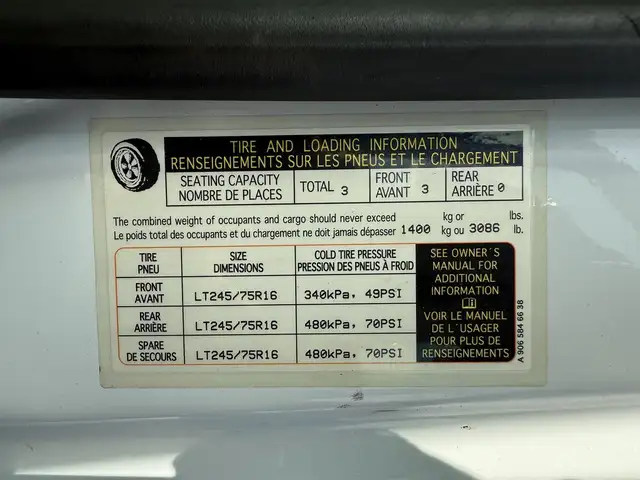 TIRE AND LOADING INFORMATION
RENSEIGNEMENTS SUR LES PNEUS ET LE CHARGEMENT
SEATING CAPACITY
NOMBRE DE PLACES
TOTAL 3
FRONT
AVANT 3
REAR
ARRIÈRE 0
The combined weight of occupants and cargo should never exceed kg or lbs.
Le poids total des occupants et du chargement ne doit jamais dépasser 1400 kg ou 3086 lb.
TIRE
PNEU
SIZE
DIMENSIONS
COLD TIRE PRESSURE
PRESSION DES PNEUS À FROID
FRONT
AVANT
LT245/75R16
340kPa, 49PSI
REAR
ARRIÈRE
LT245/75R16
480kPa, 70PSI
SPARE
DE SECOURS
LT245/75R16
480kPa, 70PSI
SEE OWNER'S
MANUAL FOR
ADDITIONAL
INFORMATION
VOIR LE MANUEL
DE L'USAGER
POUR PLUS DE
RENSEIGNEMENTS
A 906 584 66 38